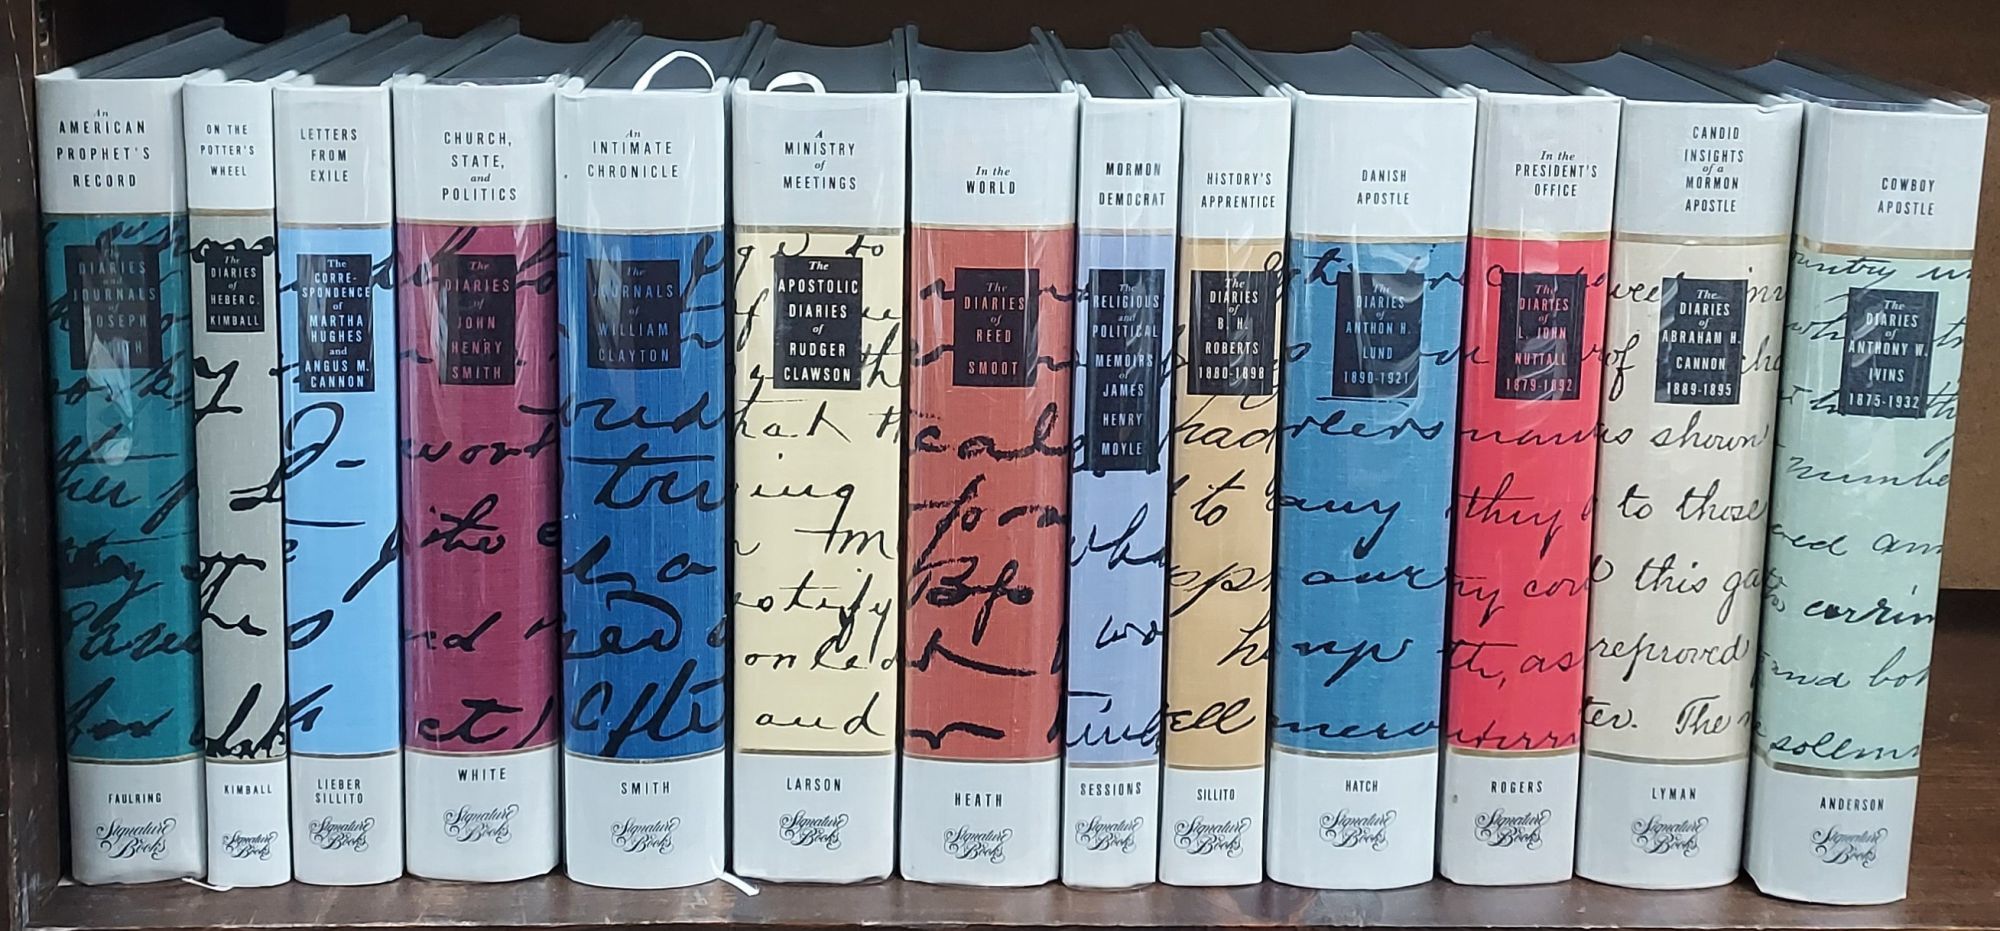 An
AMERICAN
PROPHET'S
RECORD
The
DIARIES
and
JOURNALS
of
JOSEPH
SMITH
FAULRING
Signature
Books
ON THE
POTTER'S
WHEEL
The
DIARIES
of
HEBER C.
KIMBALL
KIMBALL
Signature
Books
LETTERS
FROM
EXILE
The
CORRE-
SPONDENCE
of
MARTHA
HUGHES
and
ANGUS M.
CANNON
LIEBER
SILLITO
Signature
Books
CHURCH,
STATE,
and
POLITICS
The
DIARIES
of
JOHN
HENRY
SMITH
WHITE
Signature
Books
An
INTIMATE
CHRONICLE
The
JOURNALS
of
WILLIAM
CLAYTON
SMITH
Signature
Books
A
MINISTRY
of
MEETINGS
The
APOSTOLIC
DIARIES
of
RUDGER
CLAWSON
LARSON
Signature
Books
In the
WORLD
The
DIARIES
of
REED
SMOOT
HEATH
Signature
Books
MORMON
DEMOCRAT
The
RELIGIOUS
and
POLITICAL
MEMOIRS
of
JAMES
HENRY
MOYLE
SESSIONS
Signature
Books
HISTORY'S
APPRENTICE
The
DIARIES
of
B. H.
ROBERTS
1880-1898
to
SILLITO
Signature
Books
DANISH
APOSTLE
The
DIARIES
of
ANTHON H.
LUND
1890-1921
HATCH
Signature
Books
In the
PRESIDENT'S
OFFICE
The
DIARIES
of
L. JOHN
NUTTALL
1879-1892
they
ROGERS
Signature
Books
CANDID
INSIGHTS
of a
MORMON
APOSTLE
The
DIARIES
of
ABRAHAM H.
CANNON
1889-1895
shown
to those
this
reproved
The
LYMAN
Signature
Books
COWBOY
APOSTLE
The
DIARIES
of
ANTHONY W.
IVINS
1875-1932
ANDERSON
Signature
Books